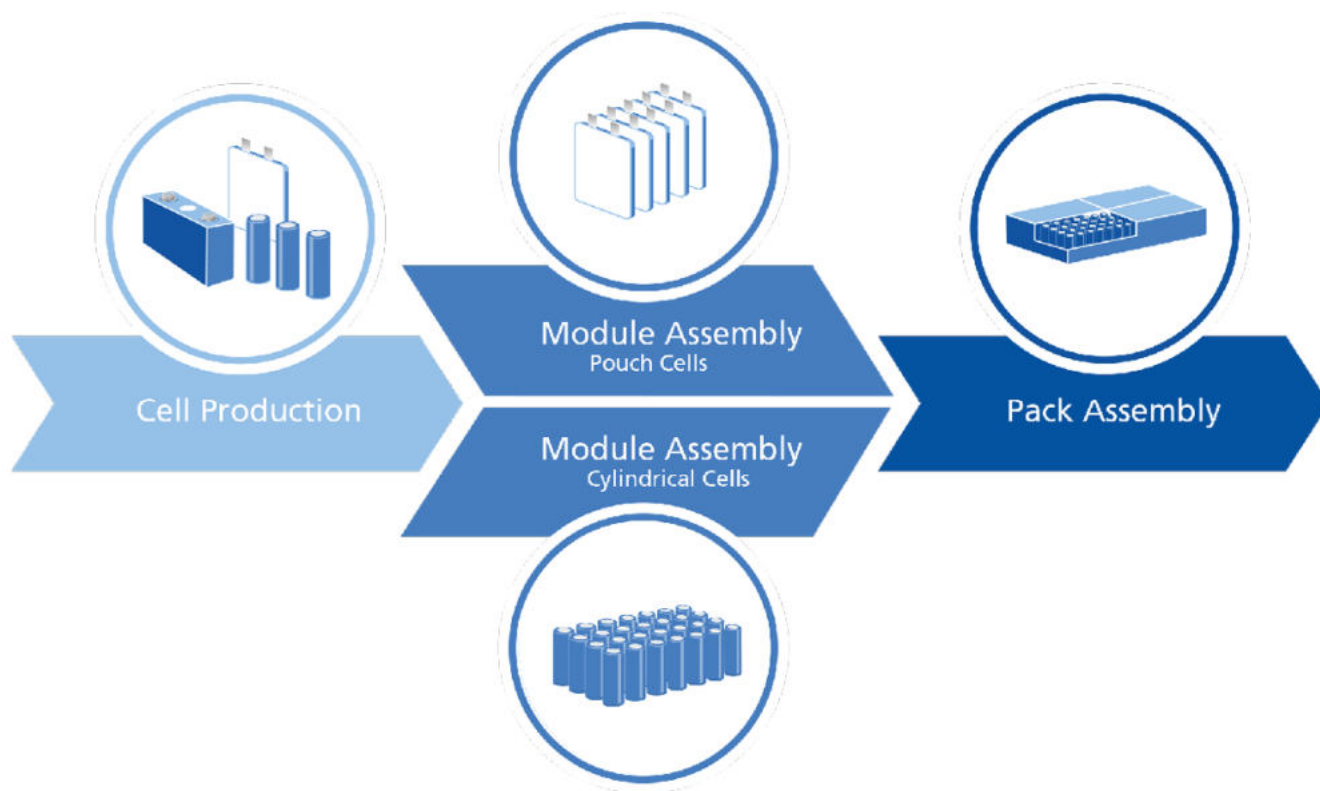 Cell Production
Module Assembly
Pouch Cells
Module Assembly
Cylindrical Cells
Pack Assembly